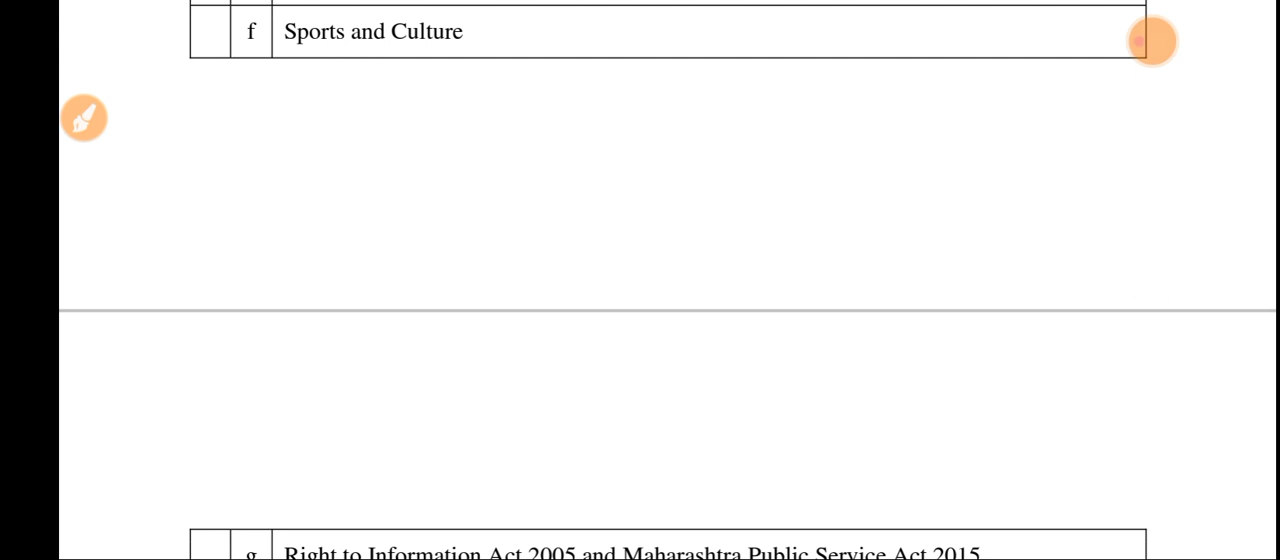 f Sports and Culture
g Right to Information Act 2005 and Maharashtra Public Service Act 2015